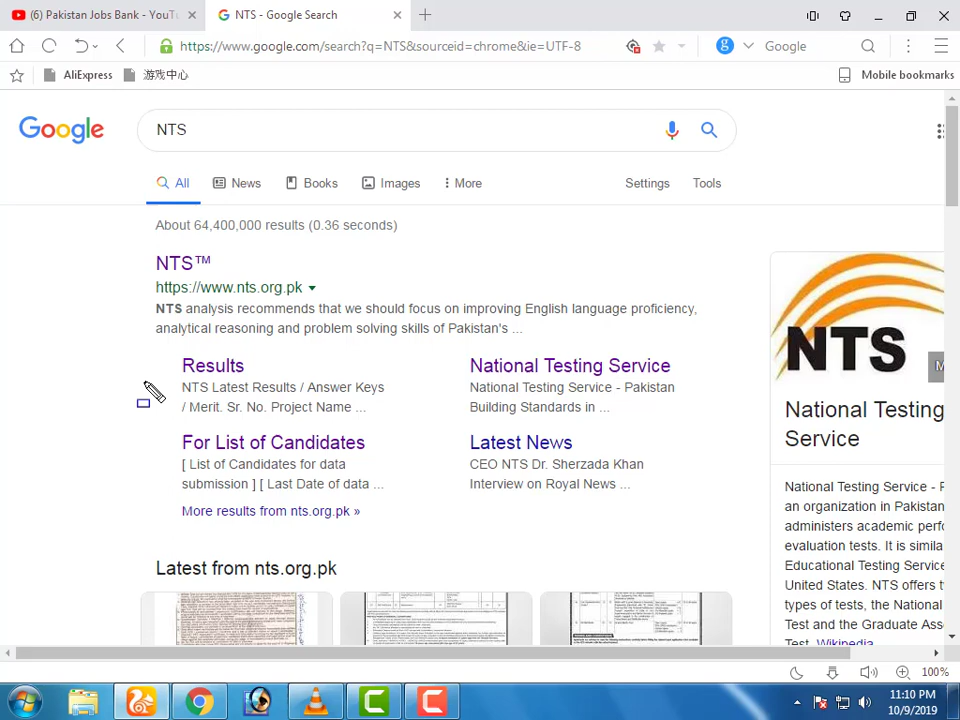 (6) Pakistan Jobs Bank - YouTu
NTS - Google Search
https://www.google.com/search?q=NTS&sourceid=chrome&ie=UTF-8
Google
AliExpress
游戏中心
Mobile bookmarks
Google
NTS
All
News
Books
Images
More
Settings
Tools
About 64,400,000 results (0.36 seconds)
NTS™
https://www.nts.org.pk
NTS analysis recommends that we should focus on improving English language proficiency,
analytical reasoning and problem solving skills of Pakistan's ...
Results
NTS Latest Results / Answer Keys
/ Merit. Sr. No. Project Name ...
National Testing Service
National Testing Service - Pakistan
Building Standards in ...
For List of Candidates
[ List of Candidates for data
submission ] [ Last Date of data ...
Latest News
CEO NTS Dr. Sherzada Khan
Interview on Royal News ...
More results from nts.org.pk »
Latest from nts.org.pk
NTS
M
National Testing
Service
National Testing Service - P
an organization in Pakistan
administers academic perfo
evaluation tests. It is simila
Educational Testing Service
United States. NTS offers t
types of tests, the National
Test and the Graduate Ass
Test. Wikipedia
100%
11:10 PM
10/9/2019